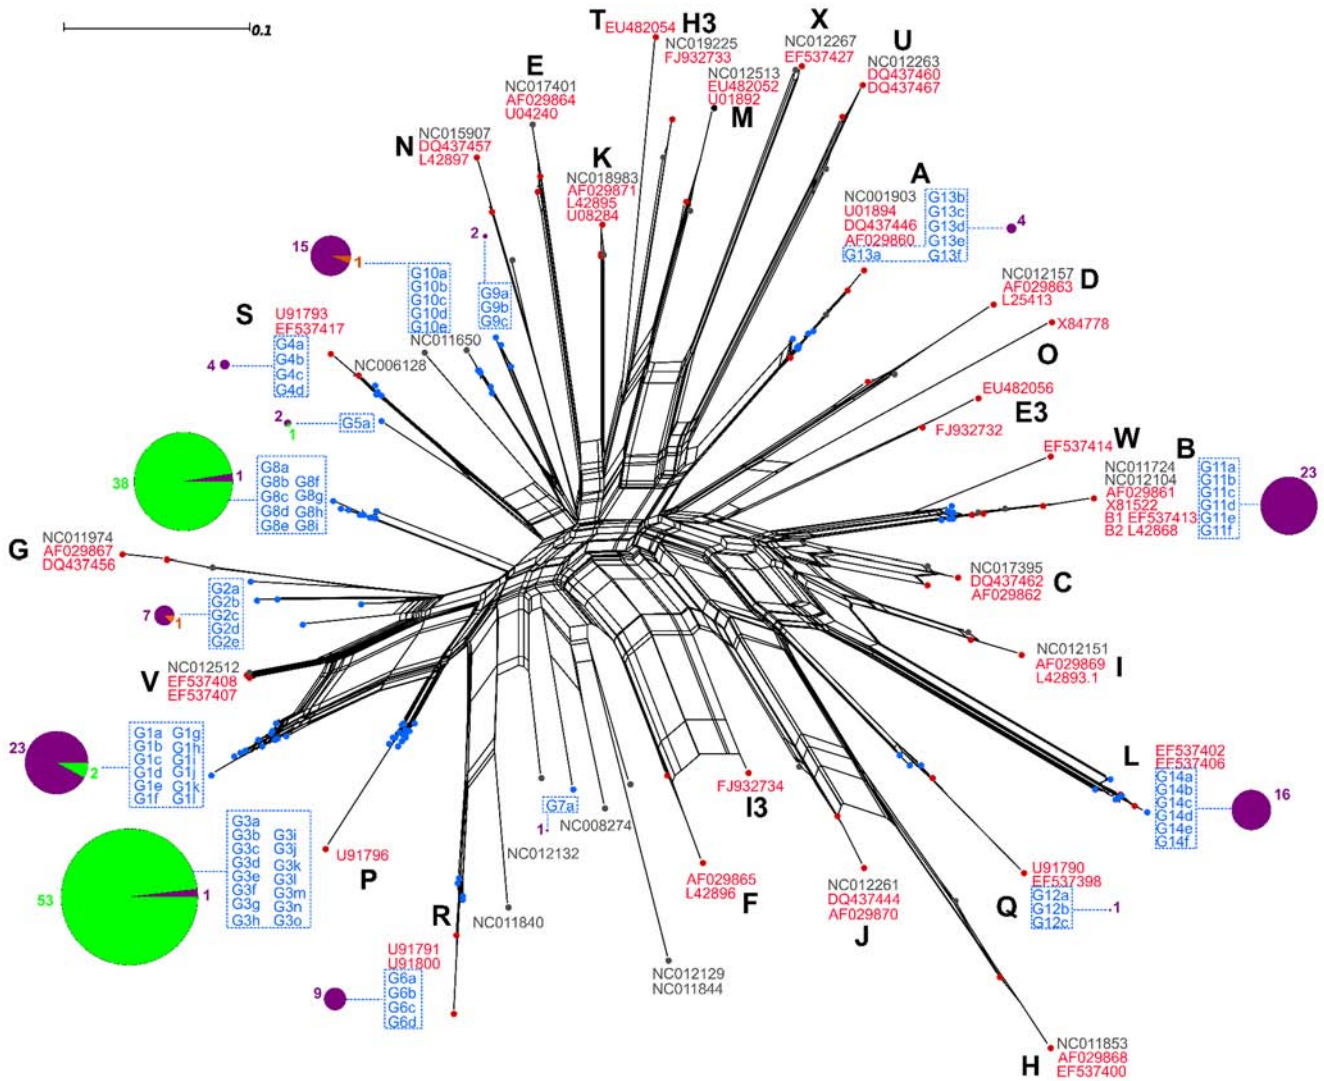 0.1
T
EU482054
H3
NC019225
FJ932733
X
NC012267
EF537427
U
NC012263
DQ437460
DQ437467
E
NC017401
AF029864
U04240
NC012513
EU482052
U01892
M
N
NC015907
DQ437457
L42897
K
NC018983
AF029871
L42895
U08284
A
NC001903
U01894
DQ437446
AF029860
G13a
G13b
G13c
G13d
G13e
G13f
4
15
1
G10a
G10b
G10c
G10d
G10e
2
G9a
G9b
G9c
NC012157
AF029863
L25413
D
X84778
O
S
U91793
EF537417
G4a
G4b
G4c
G4d
4
NC006128
NC011650
EU482056
E3
FJ932732
2
1
G5a
W
EF537414
B
NC011724
NC012104
AF029861
X81522
B1 EF537413
B2 L42868
G11a
G11b
G11c
G11d
G11e
G11f
23
38
1
G8a
G8b G8f
G8c G8g
G8d G8h
G8e G8i
G
NC011974
AF029867
DQ437456
NC017395
DQ437462
AF029862
C
7
1
G2a
G2b
G2c
G2d
G2e
NC012151
AF029869
L42893.1
I
V
NC012512
EF537408
EF537407
23
2
G1a G1g
G1b G1h
G1c G1i
G1d G1j
G1e G1k
G1f G1l
L
EF537402
EF537406
G14a
G14b
G14c
G14d
G14e
G14f
16
FJ932734
I3
G7a
1
NC008274
NC012132
53
1
G3a
G3b G3i
G3c G3j
G3d G3k
G3e G3l
G3f G3m
G3g G3n
G3h G3o
U91796
P
AF029865
L42896
F
NC012261
DQ437444
AF029870
J
U91790
EF537398
Q
G12a
G12b
G12c
1
R
NC011840
U91791
U91800
G6a
G6b
G6c
G6d
9
NC012129
NC011844
H
NC011853
AF029868
EF537400